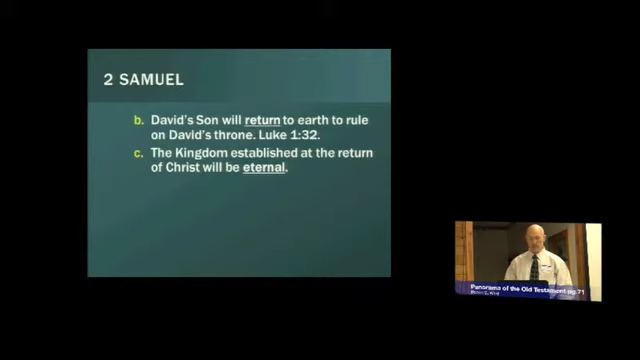 2 SAMUEL
b. David's Son will return to earth to rule
on David's throne. Luke 1:32.
c. The Kingdom established at the return
of Christ will be eternal.
Panorama of the Old Testament pg.71